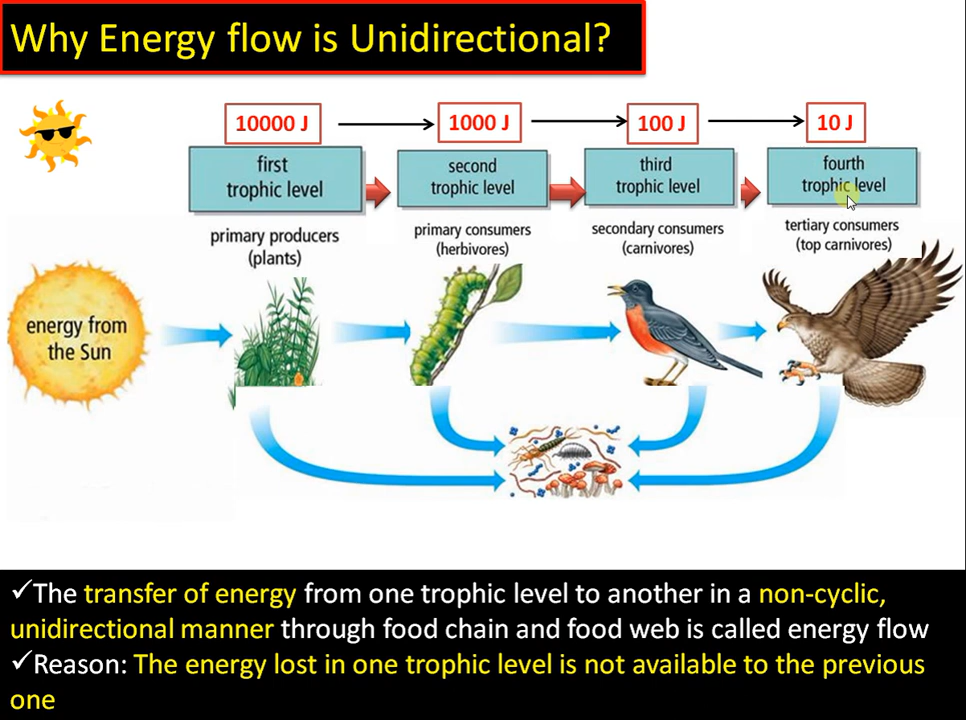 Why Energy flow is Unidirectional?
10000 J
1000 J
100 J
10 J
first
trophic level
second
trophic level
third
trophic level
fourth
trophic level
primary producers
(plants)
primary consumers
(herbivores)
secondary consumers
(carnivores)
tertiary consumers
(top carnivores)
energy from
the Sun
✓The transfer of energy from one trophic level to another in a non-cyclic,
unidirectional manner through food chain and food web is called energy flow
✓Reason: The energy lost in one trophic level is not available to the previous
one